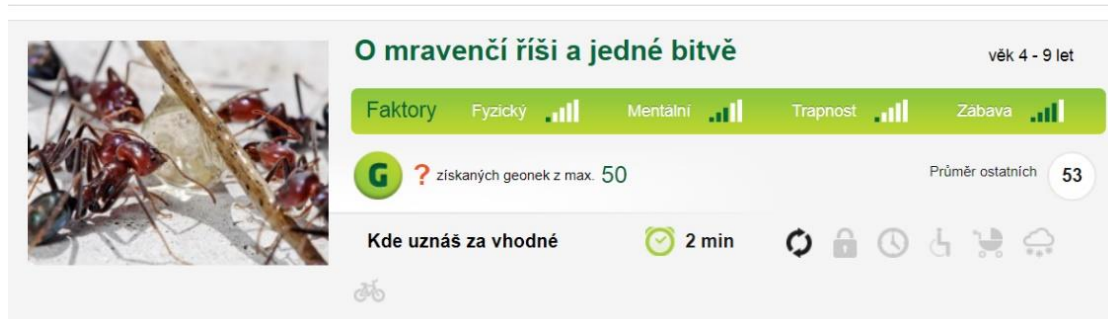 O mravenčí říši a jedné bitvě
věk 4 - 9 let
Faktory Fyzický Mentální Trapnost Zábava
G ? získaných geonek z max. 50 Průměr ostatních 53
Kde uznáš za vhodné 2 min